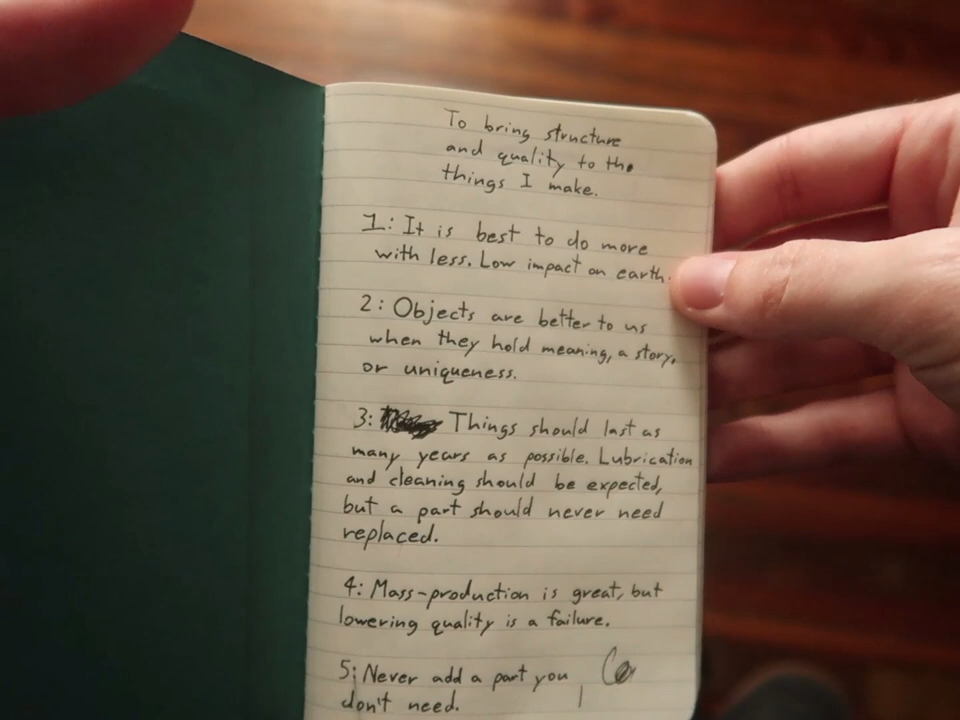 To bring structure
and quality to the
things I make.
1: It is best to do more
with less. Low impact on earth.
2: Objects are better to us
when they hold meaning, a story,
or uniqueness.
3: Things should last as
many years as possible. Lubrication
and cleaning should be expected,
but a part should never need
replaced.
4: Mass-production is great, but
lowering quality is a failure.
5: Never add a part you
don't need.